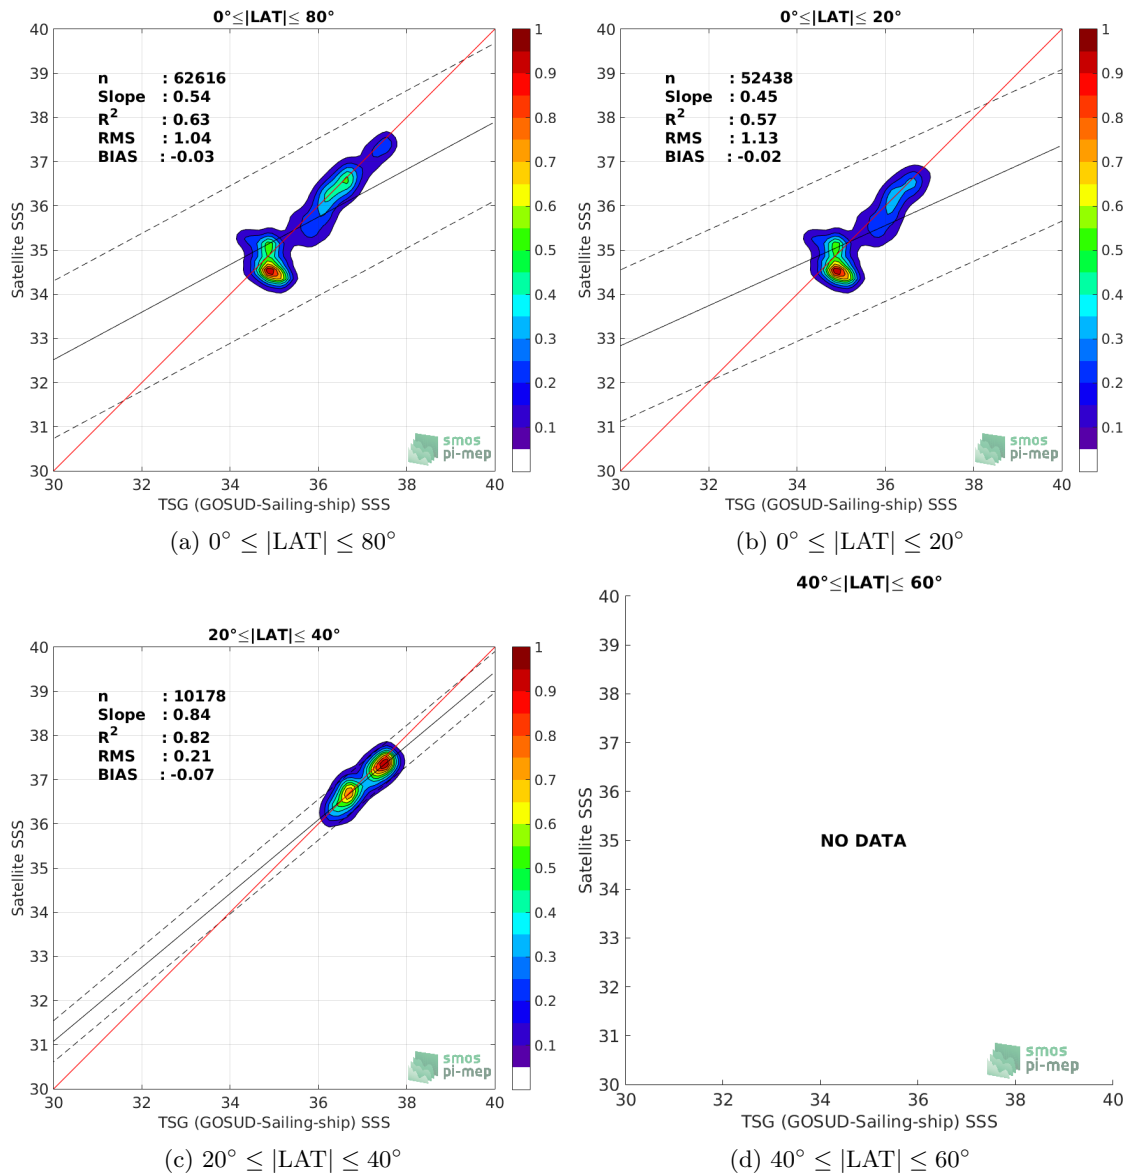 0°≤|LAT|≤ 80°
n : 62616
Slope : 0.54
R2 : 0.63
RMS : 1.04
BIAS : -0.03
40
39
38
37
36
35
34
33
32
31
30
Satellite SSS
30 32 34 36 38 40
TSG (GOSUD-Sailing-ship) SSS
1
0.9
0.8
0.7
0.6
0.5
0.4
0.3
0.2
0.1
smos
pi-mep
(a) 0° ≤ |LAT| ≤ 80°
0°≤|LAT|≤ 20°
n : 52438
Slope : 0.45
R2 : 0.57
RMS : 1.13
BIAS : -0.02
40
39
38
37
36
35
34
33
32
31
30
Satellite SSS
30 32 34 36 38 40
TSG (GOSUD-Sailing-ship) SSS
1
0.9
0.8
0.7
0.6
0.5
0.4
0.3
0.2
0.1
smos
pi-mep
(b) 0° ≤ |LAT| ≤ 20°
20°≤|LAT|≤ 40°
n : 10178
Slope : 0.84
R2 : 0.82
RMS : 0.21
BIAS : -0.07
40
39
38
37
36
35
34
33
32
31
30
Satellite SSS
30 32 34 36 38 40
TSG (GOSUD-Sailing-ship) SSS
1
0.9
0.8
0.7
0.6
0.5
0.4
0.3
0.2
0.1
smos
pi-mep
(c) 20° ≤ |LAT| ≤ 40°
40°≤|LAT|≤ 60°
40
39
38
37
36
35
34
33
32
31
30
Satellite SSS
NO DATA
30 32 34 36 38 40
TSG (GOSUD-Sailing-ship) SSS
smos
pi-mep
(d) 40° ≤ |LAT| ≤ 60°